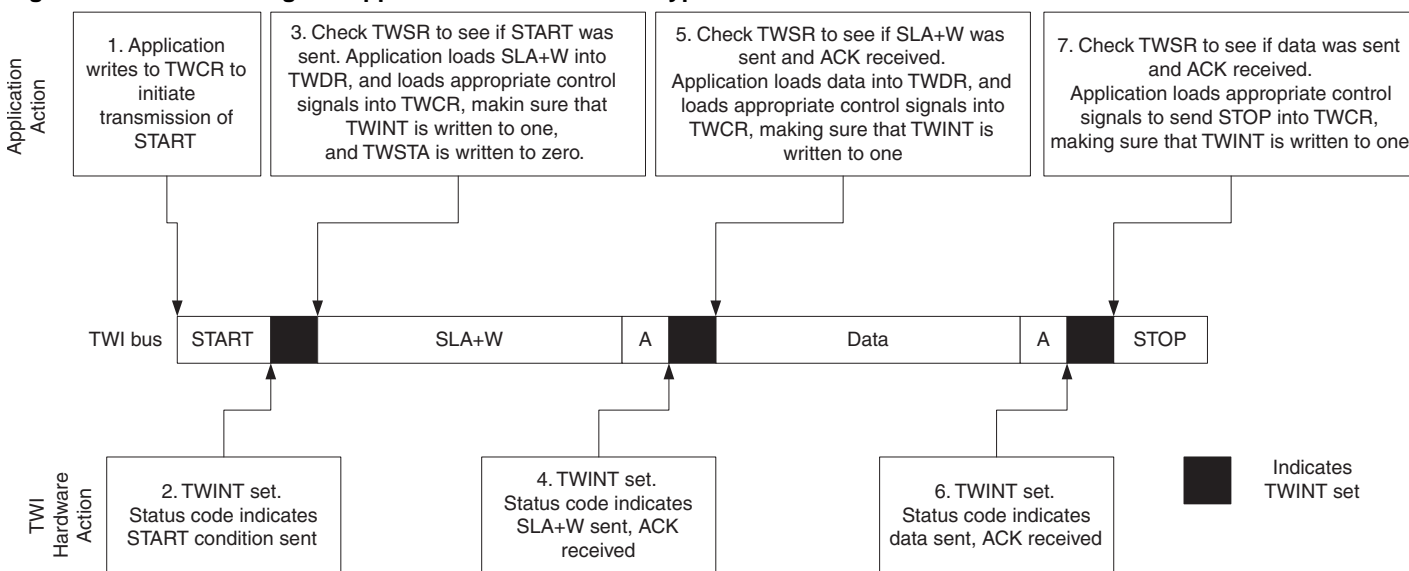 Application
Action
1. Application
writes to TWCR to
initiate
transmission of
START
3. Check TWSR to see if START was
sent. Application loads SLA+W into
TWDR, and loads appropriate control
signals into TWCR, makin sure that
TWINT is written to one,
and TWSTA is written to zero.
5. Check TWSR to see if SLA+W was
sent and ACK received.
Application loads data into TWDR, and
loads appropriate control signals into
TWCR, making sure that TWINT is
written to one
7. Check TWSR to see if data was sent
and ACK received.
Application loads appropriate control
signals to send STOP into TWCR,
making sure that TWINT is written to one
TWI bus
START
SLA+W
A
Data
A
STOP
TWI
Hardware
Action
2. TWINT set.
Status code indicates
START condition sent
4. TWINT set.
Status code indicates
SLA+W sent, ACK
received
6. TWINT set.
Status code indicates
data sent, ACK received
Indicates
TWINT set